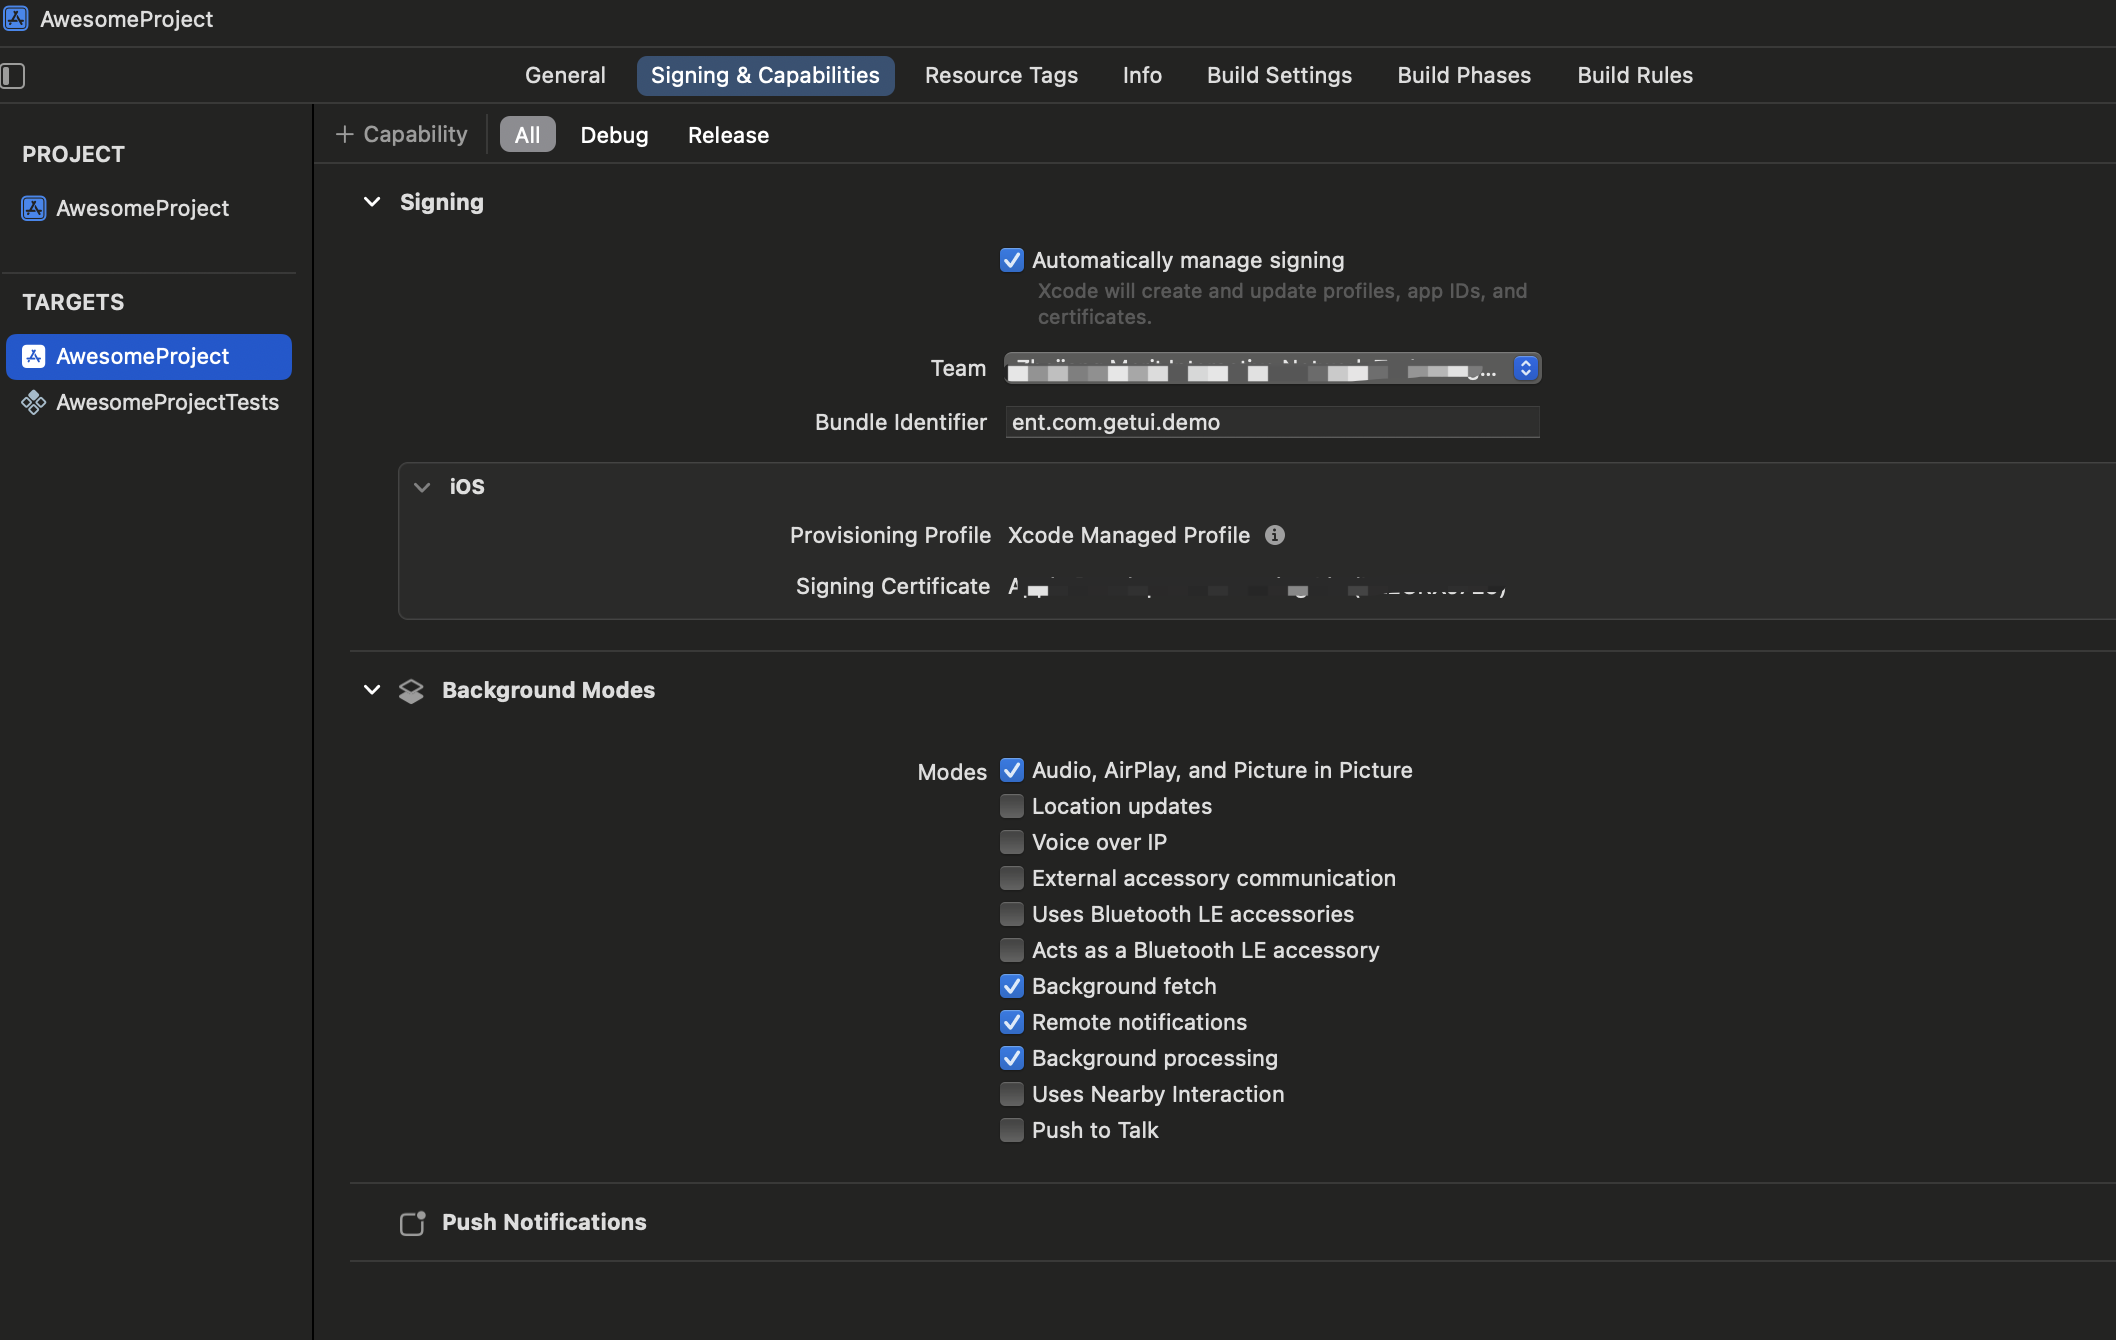 AwesomeProject
General Signing & Capabilities Resource Tags Info Build Settings Build Phases Build Rules
+ Capability All Debug Release
PROJECT
AwesomeProject
TARGETS
AwesomeProject
AwesomeProjectTests
Signing
Automatically manage signing
Xcode will create and update profiles, app IDs, and
certificates.
Team
Bundle Identifier ent.com.getui.demo
iOS
Provisioning Profile Xcode Managed Profile
Signing Certificate
Background Modes
Modes Audio, AirPlay, and Picture in Picture
Location updates
Voice over IP
External accessory communication
Uses Bluetooth LE accessories
Acts as a Bluetooth LE accessory
Background fetch
Remote notifications
Background processing
Uses Nearby Interaction
Push to Talk
Push Notifications